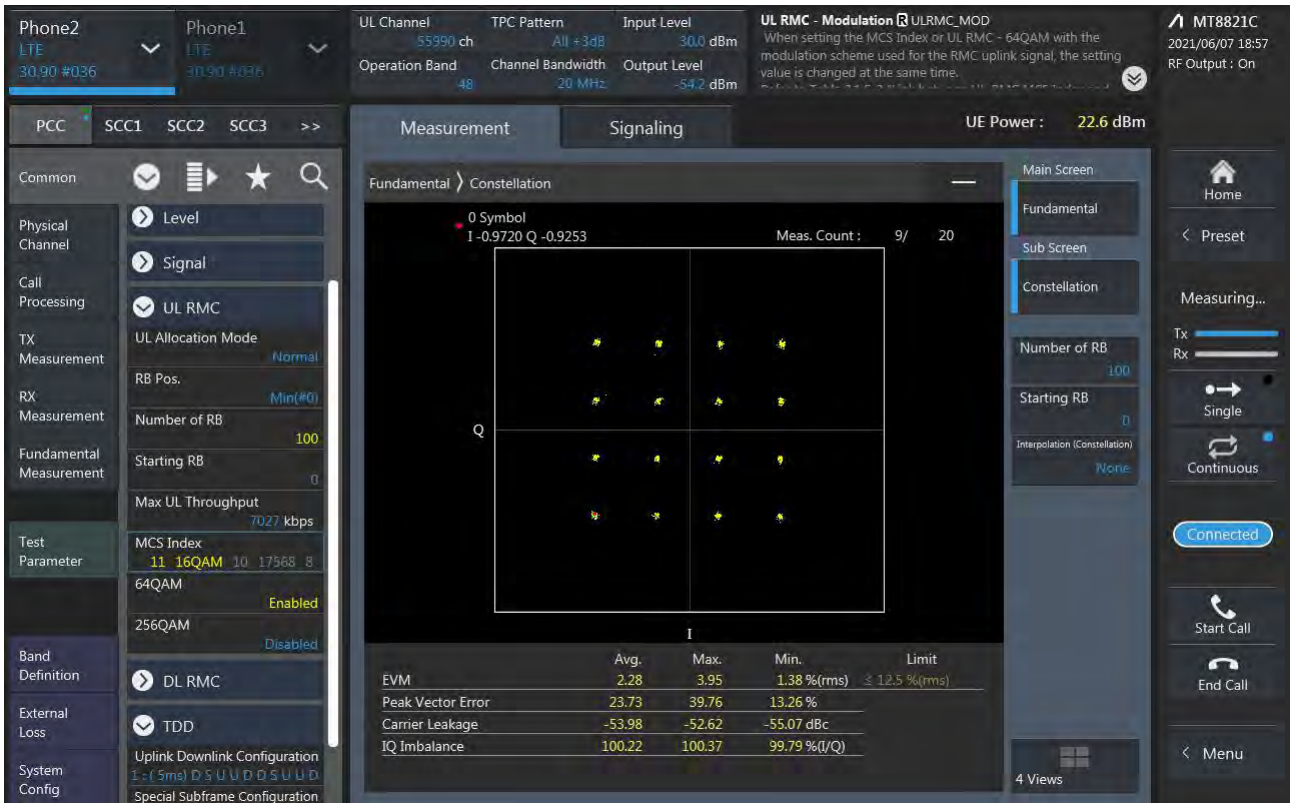 Phone2
LTE
30.90 #036
Phone1
LTE
30.90 #036
UL Channel
55990 ch
Operation Band
48
TPC Pattern
All +3dB
Channel Bandwidth
20 MHz
Input Level
30.0 dBm
Output Level
-54.2 dBm
UL RMC - Modulation R ULRMC_MOD
When setting the MCS Index or UL RMC - 64QAM with the
modulation scheme used for the RMC uplink signal, the setting
value is changed at the same time.
MT8821C
2021/06/07 18:57
RF Output : On
PCC SCC1 SCC2 SCC3 >>
Measurement
Signaling
UE Power : 22.6 dBm
Common
Physical
Channel
Call
Processing
TX
Measurement
RX
Measurement
Fundamental
Measurement
Test
Parameter
Band
Definition
External
Loss
System
Config
Level
Signal
UL RMC
UL Allocation Mode
Normal
RB Pos.
Min(#0)
Number of RB
100
Starting RB
0
Max UL Throughput
7027 kbps
MCS Index
11 16QAM 10 17568 8
64QAM
Enabled
256QAM
Disabled
DL RMC
TDD
Uplink Downlink Configuration
1 : ( 5ms) D S U U D D S U U D
Special Subframe Configuration
Fundamental > Constellation
0 Symbol
I -0.9720 Q -0.9253
Meas. Count : 9/ 20
Q
I
Avg. Max. Min. Limit
EVM 2.28 3.95 1.38 %(rms) ≤ 12.5 %(rms)
Peak Vector Error 23.73 39.76 13.26 %
Carrier Leakage -53.98 -52.62 -55.07 dBc
IQ Imbalance 100.22 100.37 99.79 %(I/Q)
Main Screen
Fundamental
Sub Screen
Constellation
Number of RB
100
Starting RB
0
Interpolation (Constellation)
None
4 Views
Home
< Preset
Measuring...
Tx
Rx
Single
Continuous
Connected
Start Call
End Call
< Menu